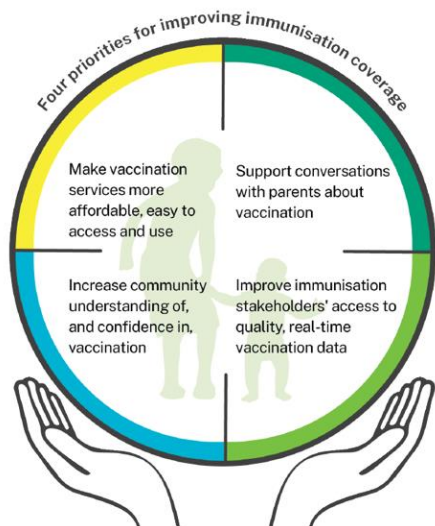 Four priorities for improving immunisation coverage
Make vaccination
services more
affordable, easy to
access and use
Support conversations
with parents about
vaccination
Increase community
understanding of,
and confidence in,
vaccination
Improve immunisation
stakeholders' access to
quality, real-time
vaccination data